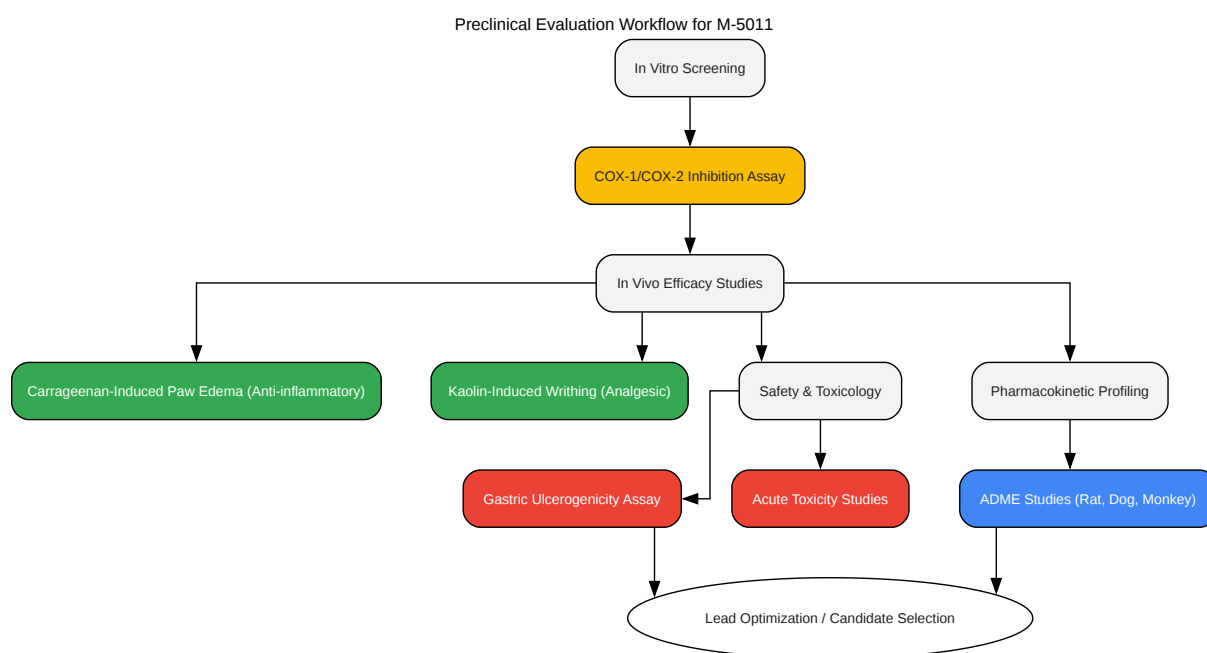 Preclinical Evaluation Workflow for M-5011
In Vitro Screening
COX-1/COX-2 Inhibition Assay
In Vivo Efficacy Studies
Carrageenan-Induced Paw Edema (Anti-inflammatory)
Kaolin-Induced Writhing (Analgesic)
Safety & Toxicology
Pharmacokinetic Profiling
Gastric Ulcerogenicity Assay
Acute Toxicity Studies
ADME Studies (Rat, Dog, Monkey)
Lead Optimization / Candidate Selection